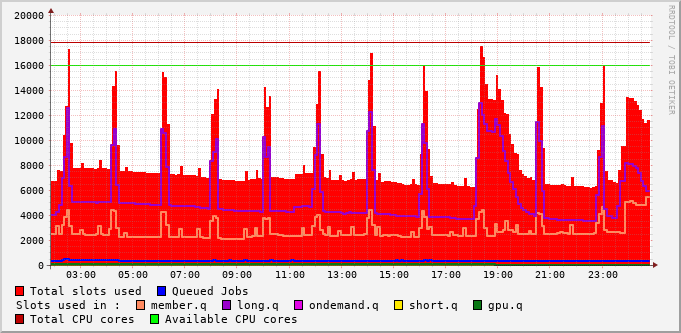 20000
18000
16000
14000
12000
10000
8000
6000
4000
2000
0
03:00 05:00 07:00 09:00 11:00 13:00 15:00 17:00 19:00 21:00 23:00
RRDTOOL / TOBI OETIKER
Total slots used Queued Jobs
Slots used in : member.q long.q ondemand.q short.q gpu.q
Total CPU cores Available CPU cores